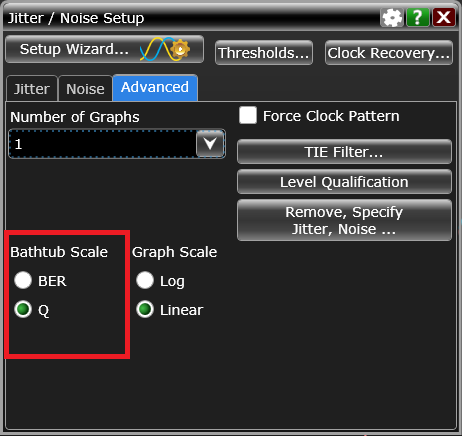 Jitter / Noise Setup
?
Setup Wizard...
Thresholds...
Clock Recovery...
Jitter
Noise
Advanced
Number of Graphs
Force Clock Pattern
1
TIE Filter...
Level Qualification
Remove, Specify
Jitter, Noise ...
Bathtub Scale
Graph Scale
BER
Log
Q
Linear